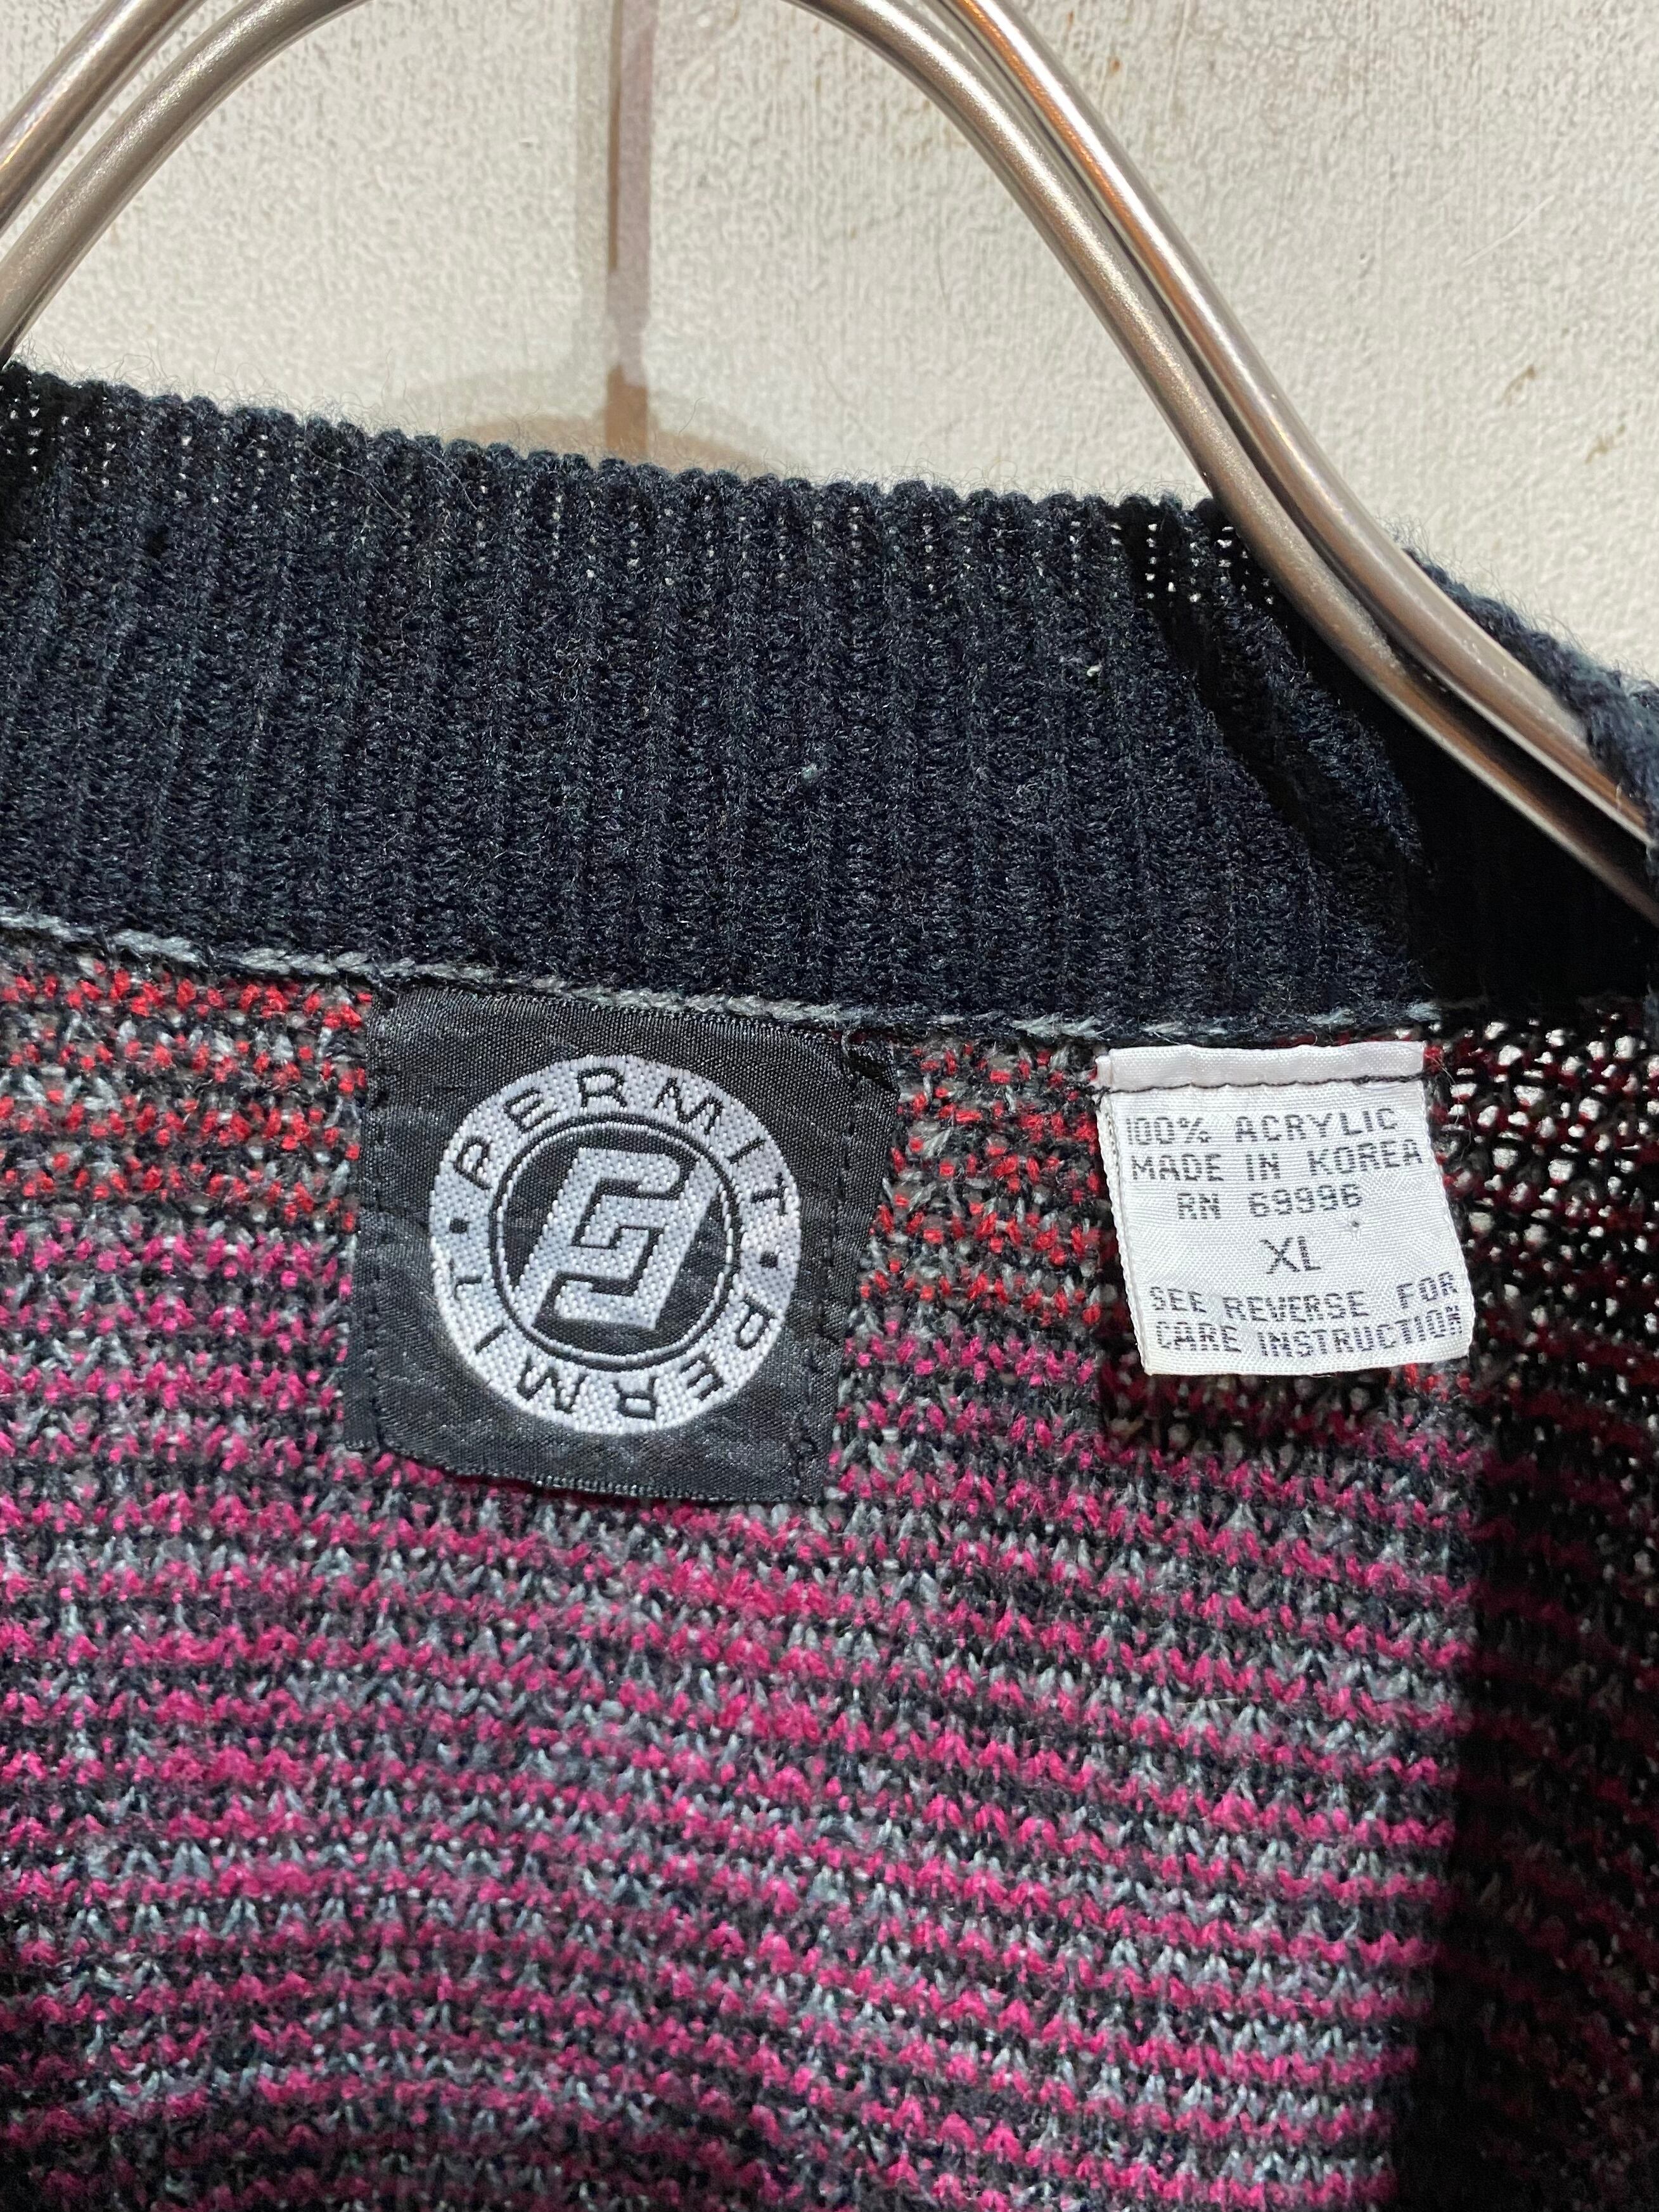 PERMIT • PERMIT •
100% ACRYLIC
MADE IN KOREA
RN 69996
XL
SEE REVERSE FOR
CARE INSTRUCTION